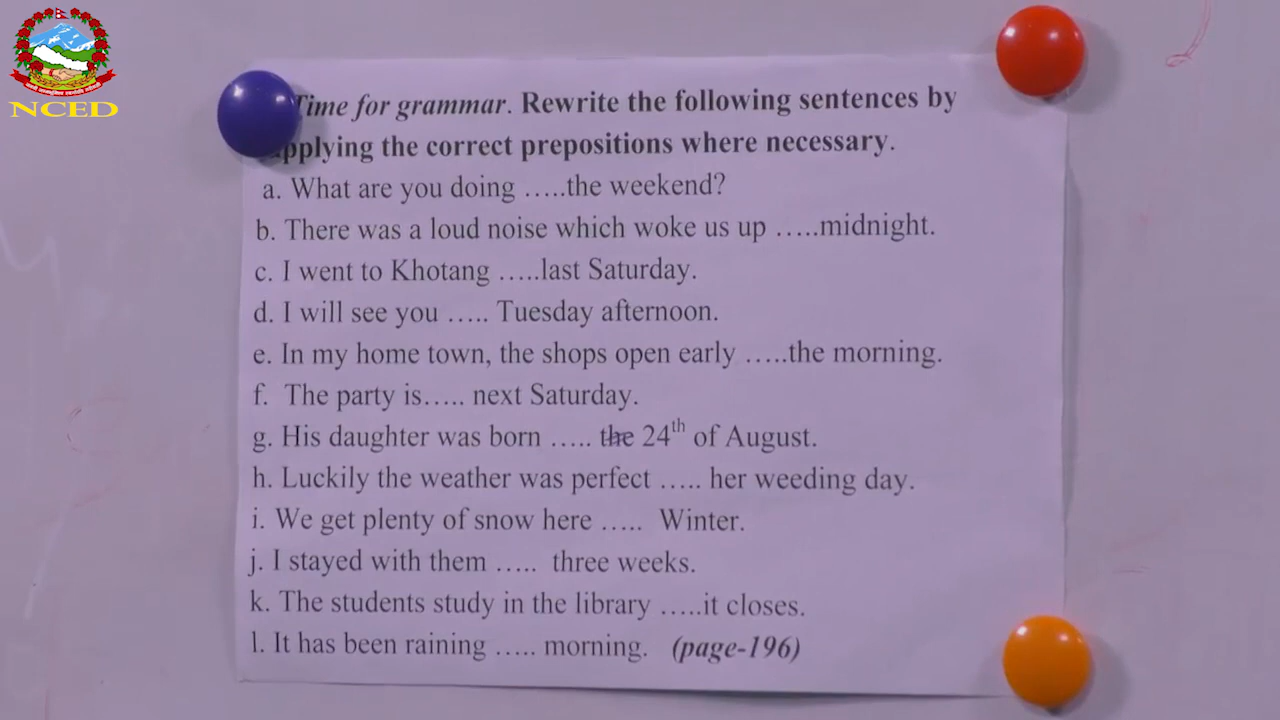 NCED
Time for grammar. Rewrite the following sentences by
applying the correct prepositions where necessary.
a. What are you doing …..the weekend?
b. There was a loud noise which woke us up …..midnight.
c. I went to Khotang …..last Saturday.
d. I will see you ….. Tuesday afternoon.
e. In my home town, the shops open early …..the morning.
f. The party is….. next Saturday.
g. His daughter was born ….. the 24th of August.
h. Luckily the weather was perfect ….. her weeding day.
i. We get plenty of snow here ….. Winter.
j. I stayed with them ….. three weeks.
k. The students study in the library …..it closes.
l. It has been raining ….. morning. (page-196)